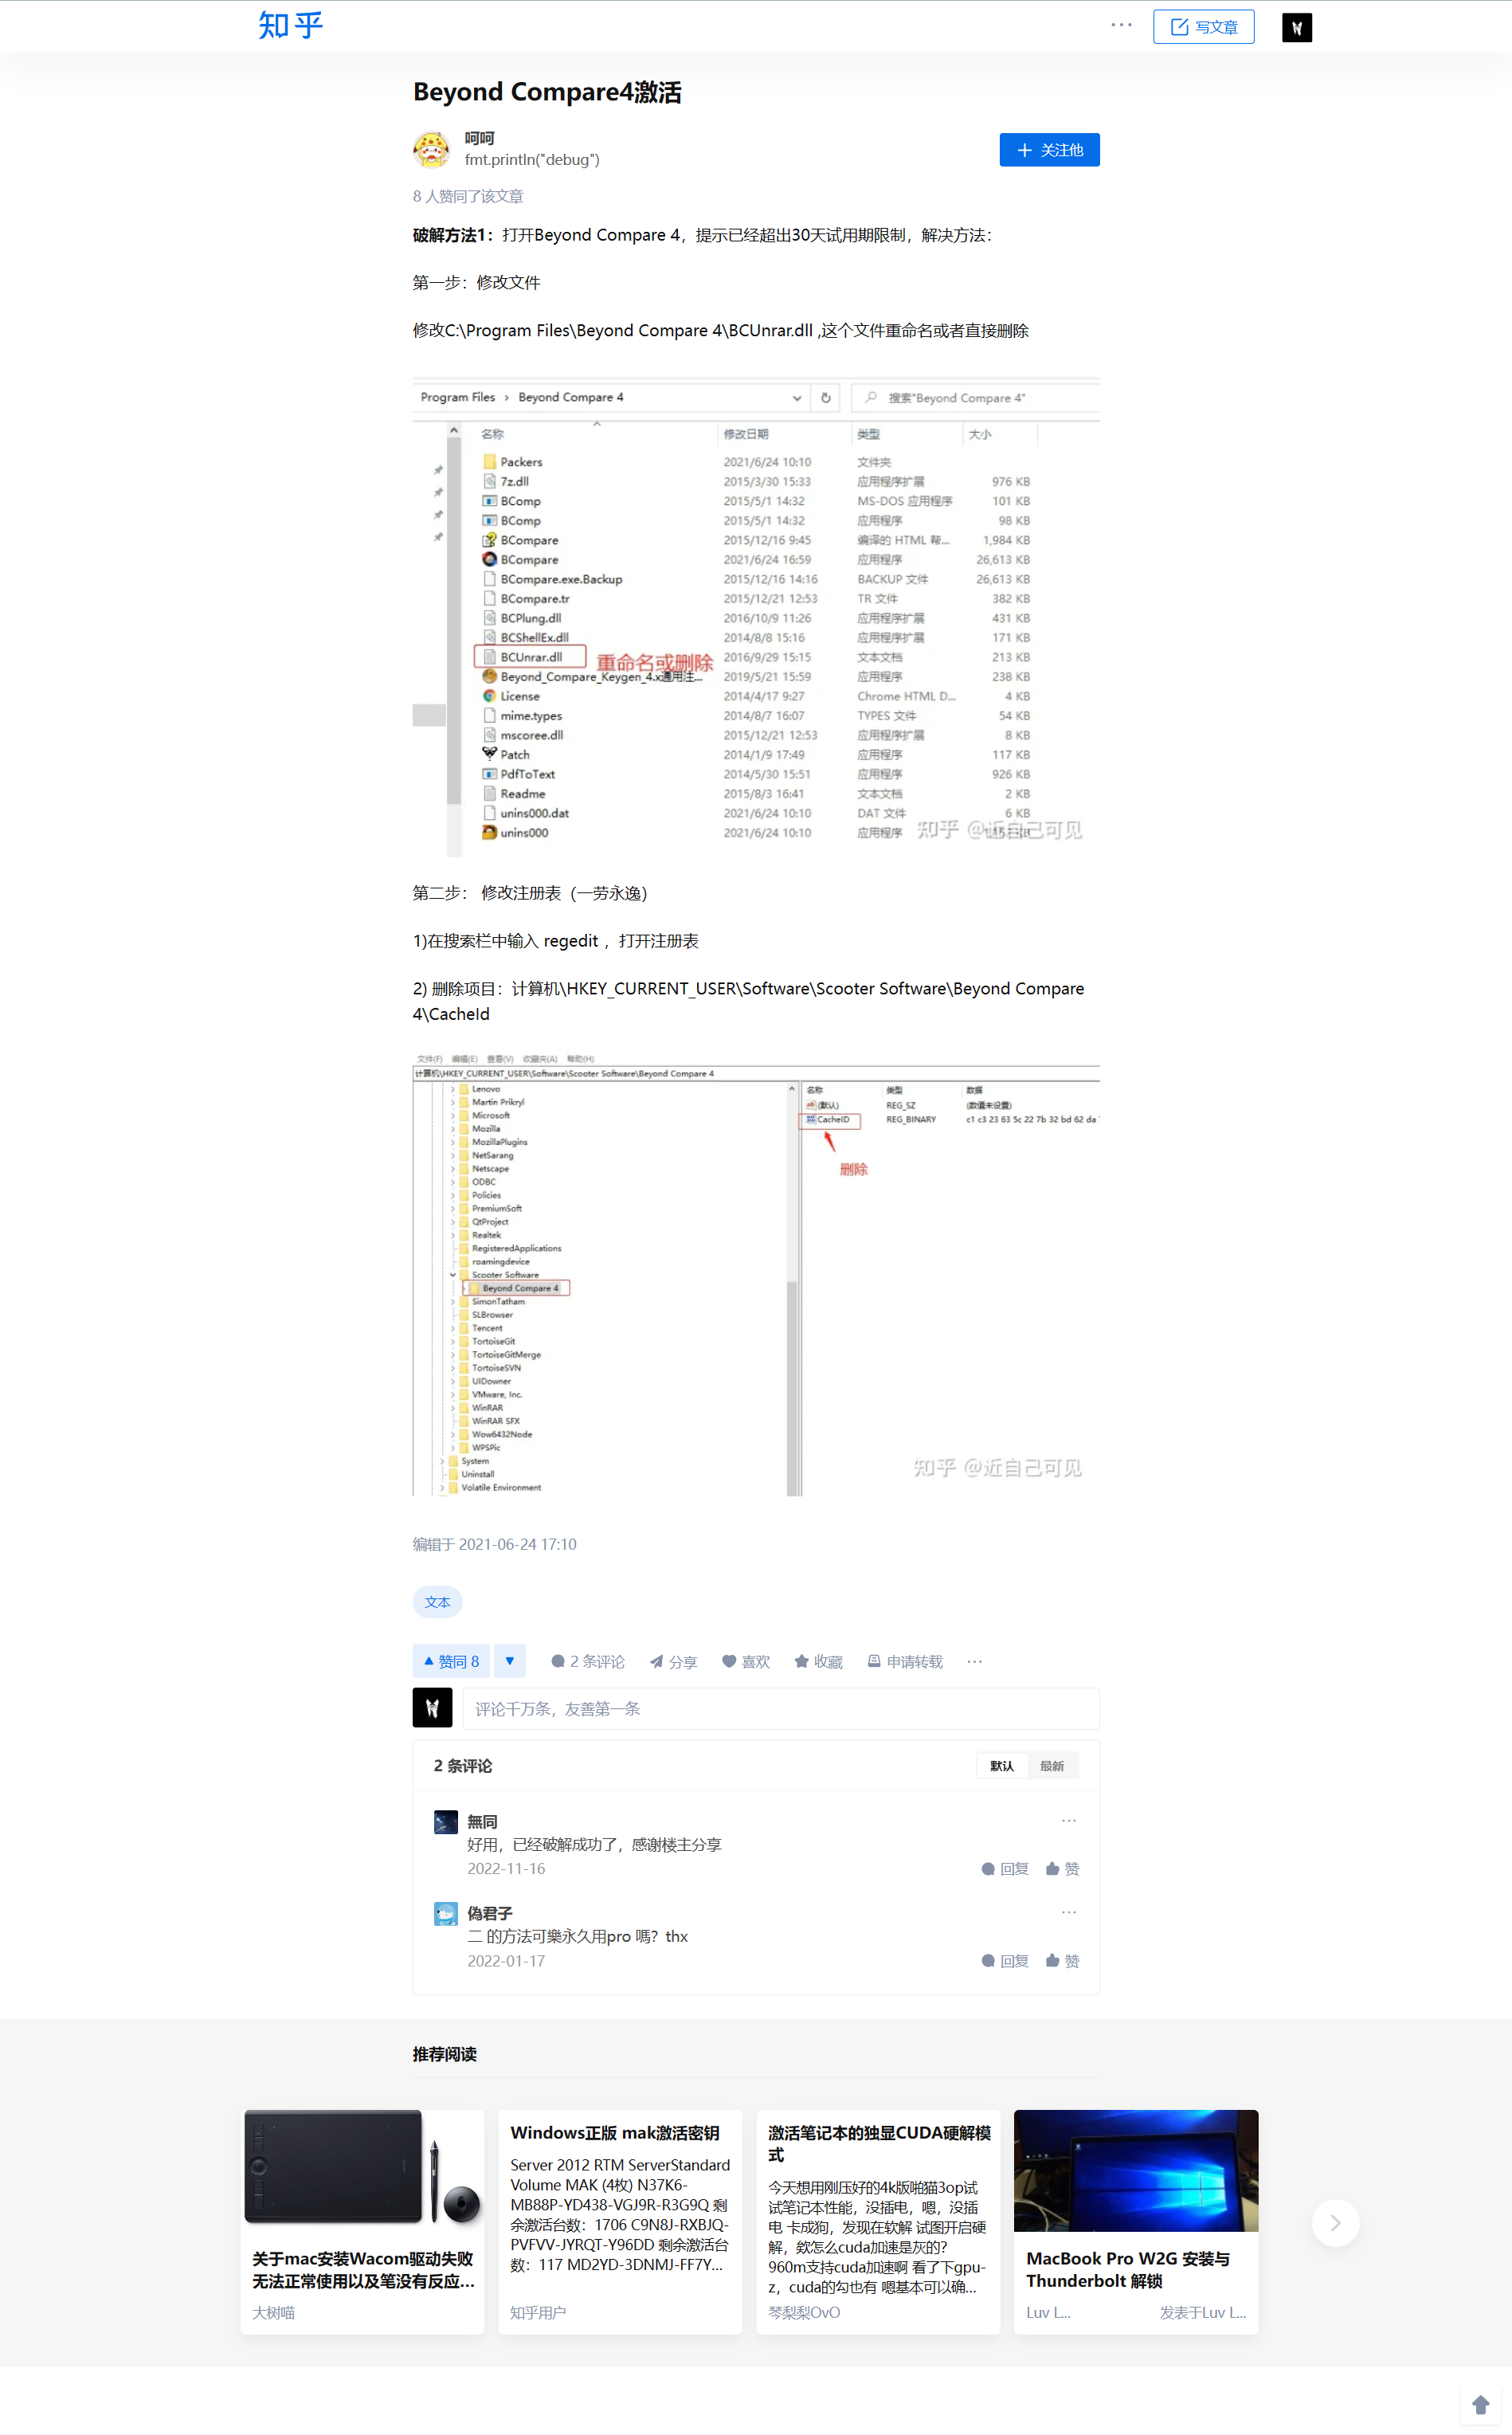 知乎
··· 写文章
Beyond Compare4激活
呵呵
fmt.println("debug")
关注他
8 人赞同了该文章
破解方法1：打开Beyond Compare 4，提示已经超出30天试用期限制，解决方法：
第一步：修改文件
修改C:\Program Files\Beyond Compare 4\BCUnrar.dll ,这个文件重命名或者直接删除
Program Files › Beyond Compare 4 搜索"Beyond Compare 4"
名称 修改日期 类型 大小
Packers 2021/6/24 10:10 文件夹
7z.dll 2015/3/30 15:33 应用程序扩展 976 KB
BComp 2015/5/1 14:32 MS-DOS 应用程序 101 KB
BComp 2015/5/1 14:32 应用程序 98 KB
BCompare 2015/12/16 9:45 编译的 HTML 帮... 1,984 KB
BCompare 2021/6/24 16:59 应用程序 26,613 KB
BCompare.exe.Backup 2015/12/16 14:16 BACKUP 文件 26,613 KB
BCompare.tr 2015/12/21 12:53 TR 文件 382 KB
BCPlung.dll 2016/10/9 11:26 应用程序扩展 431 KB
BCShellEx.dll 2014/8/8 15:16 应用程序扩展 171 KB
BCUnrar.dll 重命名或删除 2016/9/29 15:15 文本文档 213 KB
Beyond_Compare_Keygen_4.x通用注... 2019/5/21 15:59 应用程序 238 KB
License 2014/4/17 9:27 Chrome HTML D... 4 KB
mime.types 2014/8/7 16:07 TYPES 文件 54 KB
mscoree.dll 2015/12/21 12:53 应用程序扩展 8 KB
Patch 2014/1/9 17:49 应用程序 117 KB
PdfToText 2014/5/30 15:51 应用程序 926 KB
Readme 2015/8/3 16:41 文本文档 2 KB
unins000.dat 2021/6/24 10:10 DAT 文件 6 KB
unins000 2021/6/24 10:10 应用程序
知乎 @近自己可见
第二步： 修改注册表（一劳永逸）
1)在搜索栏中输入 regedit ，打开注册表
2) 删除项目：计算机\HKEY_CURRENT_USER\Software\Scooter Software\Beyond Compare
4\CacheId
文件(F) 编辑(E) 查看(V) 收藏夹(A) 帮助(H)
计算机\HKEY_CURRENT_USER\Software\Scooter Software\Beyond Compare 4
名称 类型 数据
(默认) REG_SZ (数值未设置)
CacheID REG_BINARY c1 c3 23 63 5c 22 7b 32 bd 62 da
删除
Lenovo
Martin Prikryl
Microsoft
Mozilla
MozillaPlugins
NetSarang
Netscape
ODBC
Policies
PremiumSoft
QtProject
Realtek
RegisteredApplications
roamingdevice
Scooter Software
Beyond Compare 4
SimonTatham
SLBrowser
Tencent
TortoiseGit
TortoiseGitMerge
TortoiseSVN
UIDowner
VMware, Inc.
WinRAR
WinRAR SFX
Wow6432Node
WPSPic
System
Uninstall
Volatile Environment
知乎 @近自己可见
编辑于 2021-06-24 17:10
文本
赞同 8 2 条评论 分享 喜欢 收藏 申请转载 ···
评论千万条，友善第一条
2 条评论 默认 最新
無同 ···
好用，已经破解成功了，感谢楼主分享
2022-11-16 回复 赞
偽君子 ···
二 的方法可樂永久用pro 嗎？thx
2022-01-17 回复 赞
推荐阅读
关于mac安装Wacom驱动失败
无法正常使用以及笔没有反应...
大树喵
Windows正版 mak激活密钥
Server 2012 RTM ServerStandard
Volume MAK (4枚) N37K6-
MB88P-YD438-VGJ9R-R3G9Q 剩
余激活台数：1706 C9N8J-RXBJQ-
PVFVV-JYRQT-Y96DD 剩余激活台
数：117 MD2YD-3DNMJ-FF7Y...
知乎用户
激活笔记本的独显CUDA硬解模
式
今天想用刚压好的4k版啪猫3op试
试笔记本性能，没插电，嗯，没插
电 卡成狗，发现在软解 试图开启硬
解，欸怎么cuda加速是灰的？
960m支持cuda加速啊 看了下gpu-
z，cuda的勾也有 嗯基本可以确...
琴梨梨OvO
MacBook Pro W2G 安装与
Thunderbolt 解锁
Luv L... 发表于Luv L...